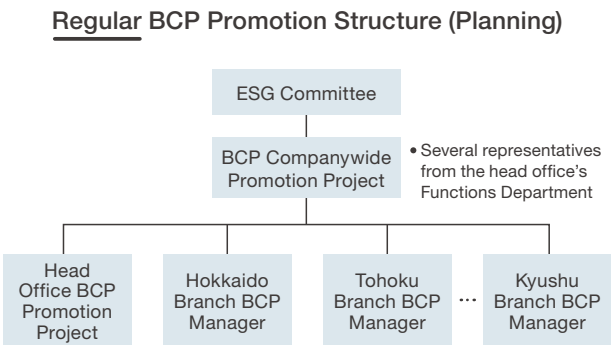 Regular BCP Promotion Structure (Planning)
ESG Committee
BCP Companywide
Promotion Project
• Several representatives
from the head office's
Functions Department
Head
Office BCP
Promotion
Project
Hokkaido
Branch BCP
Manager
Tohoku
Branch BCP
Manager
...
Kyushu
Branch BCP
Manager